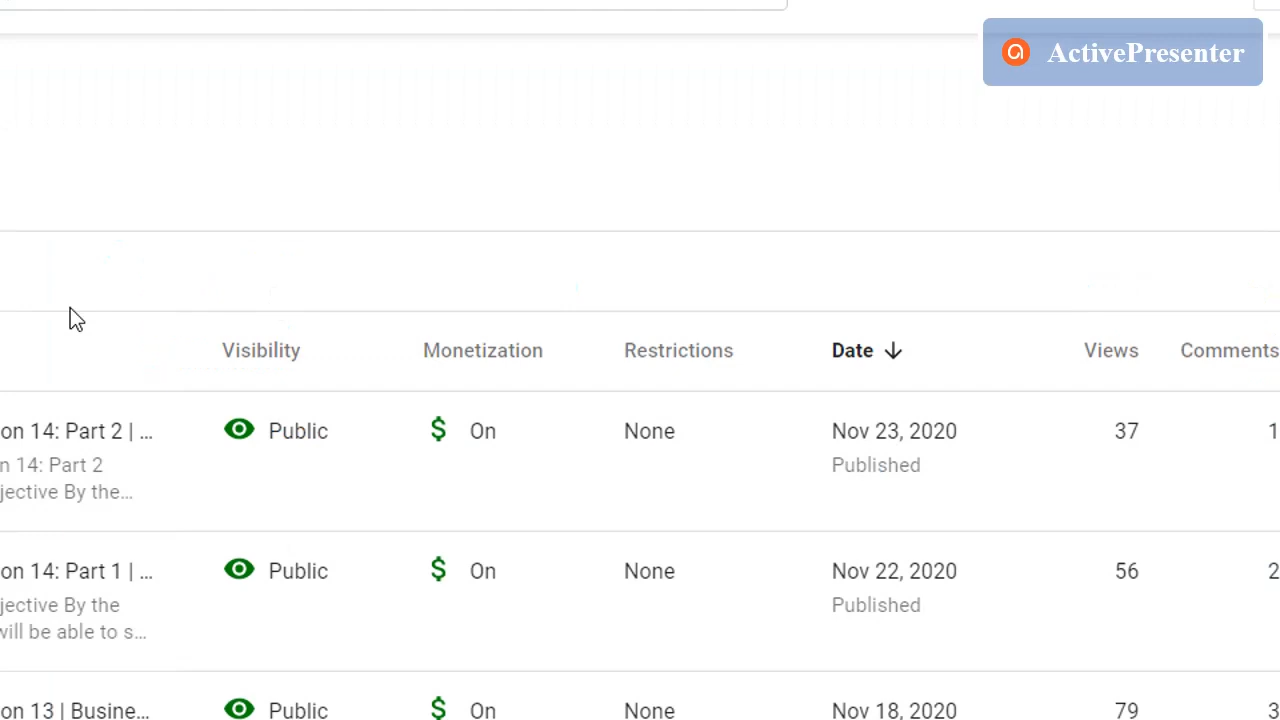 ActivePresenter
Visibility Monetization Restrictions Date Views Comments
on 14: Part 2 | ... Public $ On None Nov 23, 2020 37 1
n 14: Part 2 Published
jective By the...
on 14: Part 1 | ... Public $ On None Nov 22, 2020 56 2
jective By the Published
will be able to s...
on 13 | Busine... Public $ On None Nov 18, 2020 79 3